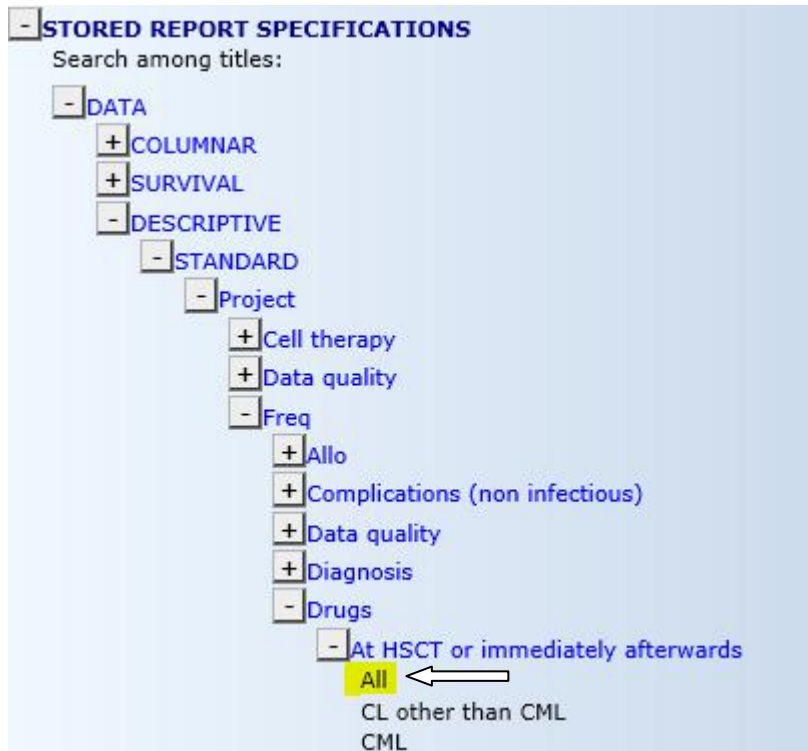 - STORED REPORT SPECIFICATIONS
Search among titles:
- DATA
+ COLUMNAR
+ SURVIVAL
- DESCRIPTIVE
- STANDARD
- Project
+ Cell therapy
+ Data quality
- Freq
+ Allo
+ Complications (non infectious)
+ Data quality
+ Diagnosis
- Drugs
- At HSCT or immediately afterwards
All
CL other than CML
CML